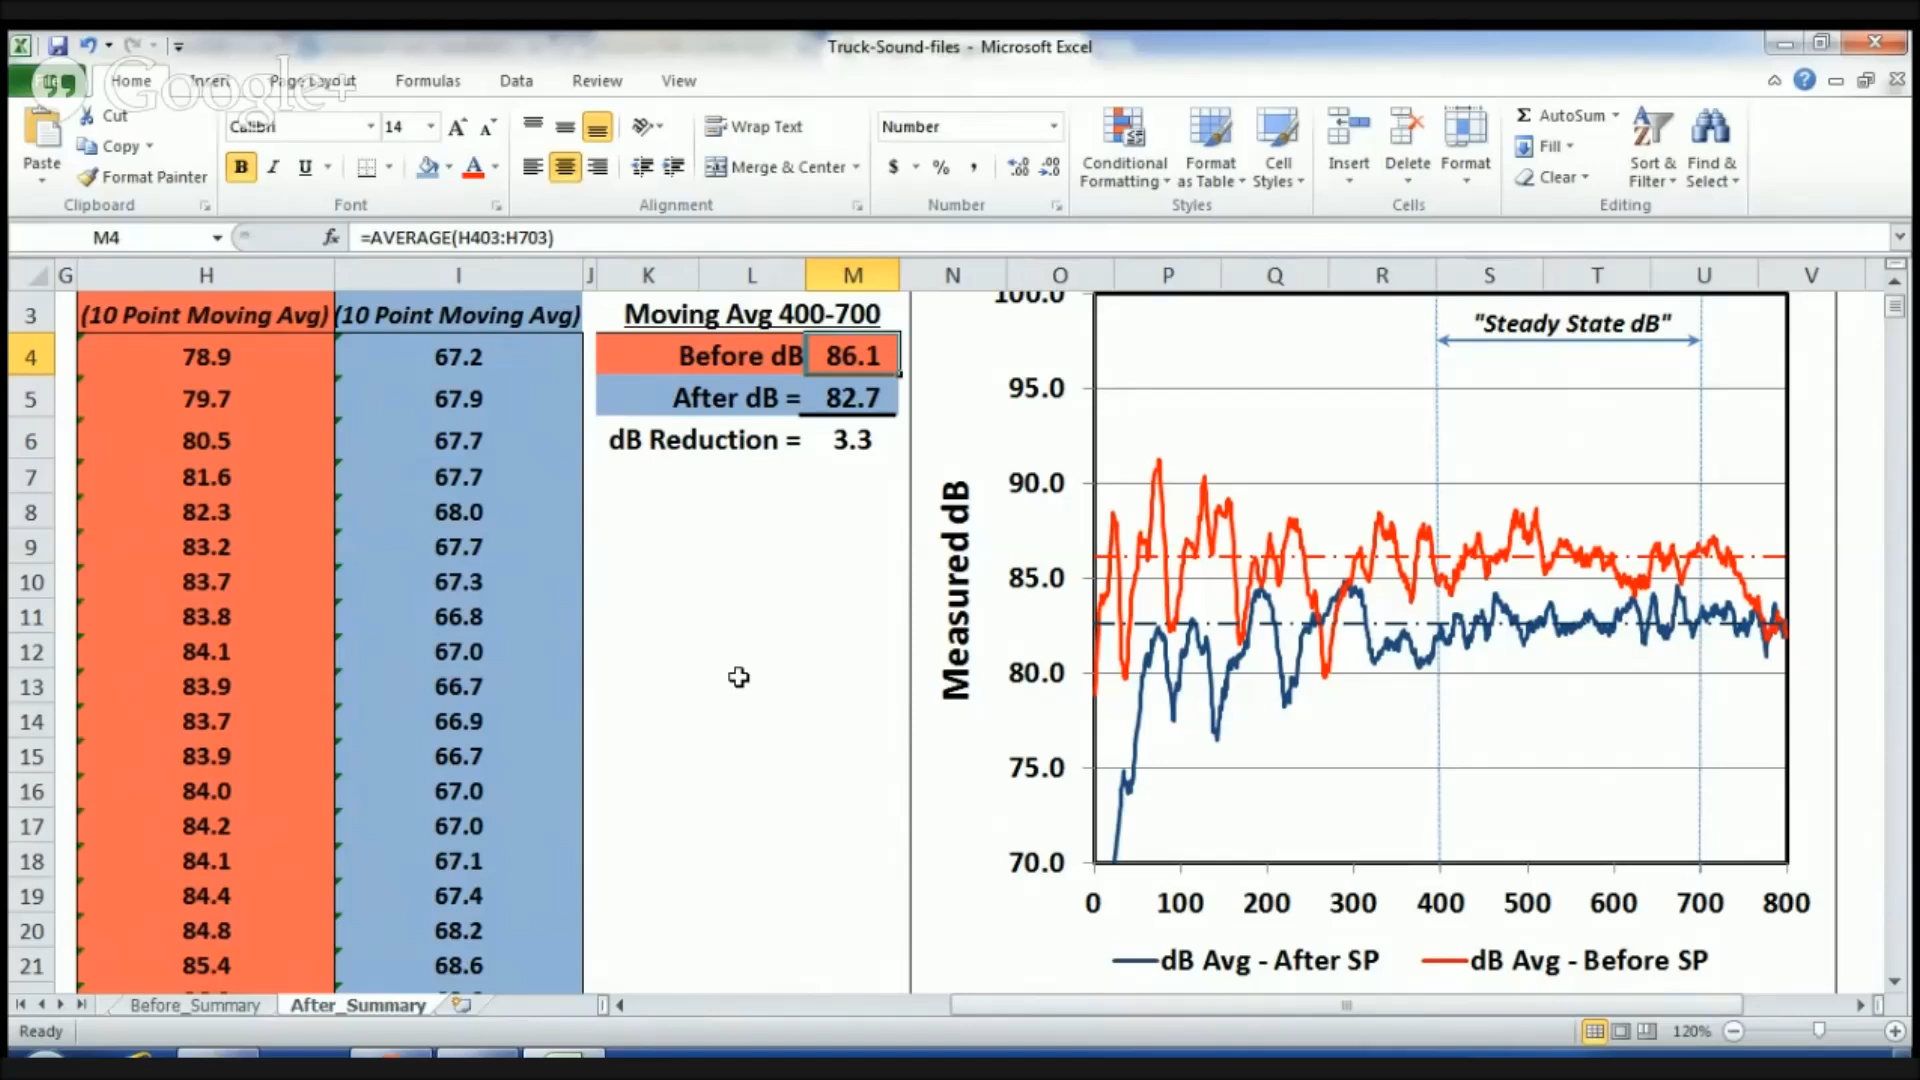 Truck-Sound-files - Microsoft Excel
Google+
Home Insert Page Layout Formulas Data Review View
Paste
Cut
Copy
Format Painter
Clipboard
Calibri 14
B I U
Font
Wrap Text
Merge & Center
Alignment
Number
$ % ,
Number
Conditional Formatting
Format as Table
Cell Styles
Styles
Insert
Delete
Format
Cells
Σ AutoSum
Fill
Clear
Sort & Filter
Find & Select
Editing
M4 fx =AVERAGE(H403:H703)
G H I J K L M N O P Q R S T U V
3 (10 Point Moving Avg) (10 Point Moving Avg) Moving Avg 400-700
4 78.9 67.2 Before dB 86.1
5 79.7 67.9 After dB = 82.7
6 80.5 67.7 dB Reduction = 3.3
7 81.6 67.7
8 82.3 68.0
9 83.2 67.7
10 83.7 67.3
11 83.8 66.8
12 84.1 67.0
13 83.9 66.7
14 83.7 66.9
15 83.9 66.7
16 84.0 67.0
17 84.2 67.0
18 84.1 67.1
19 84.4 67.4
20 84.8 68.2
21 85.4 68.6
"Steady State dB"
Measured dB
100.0
95.0
90.0
85.0
80.0
75.0
70.0
0 100 200 300 400 500 600 700 800
dB Avg - After SP dB Avg - Before SP
Before_Summary After_Summary
Ready 120%